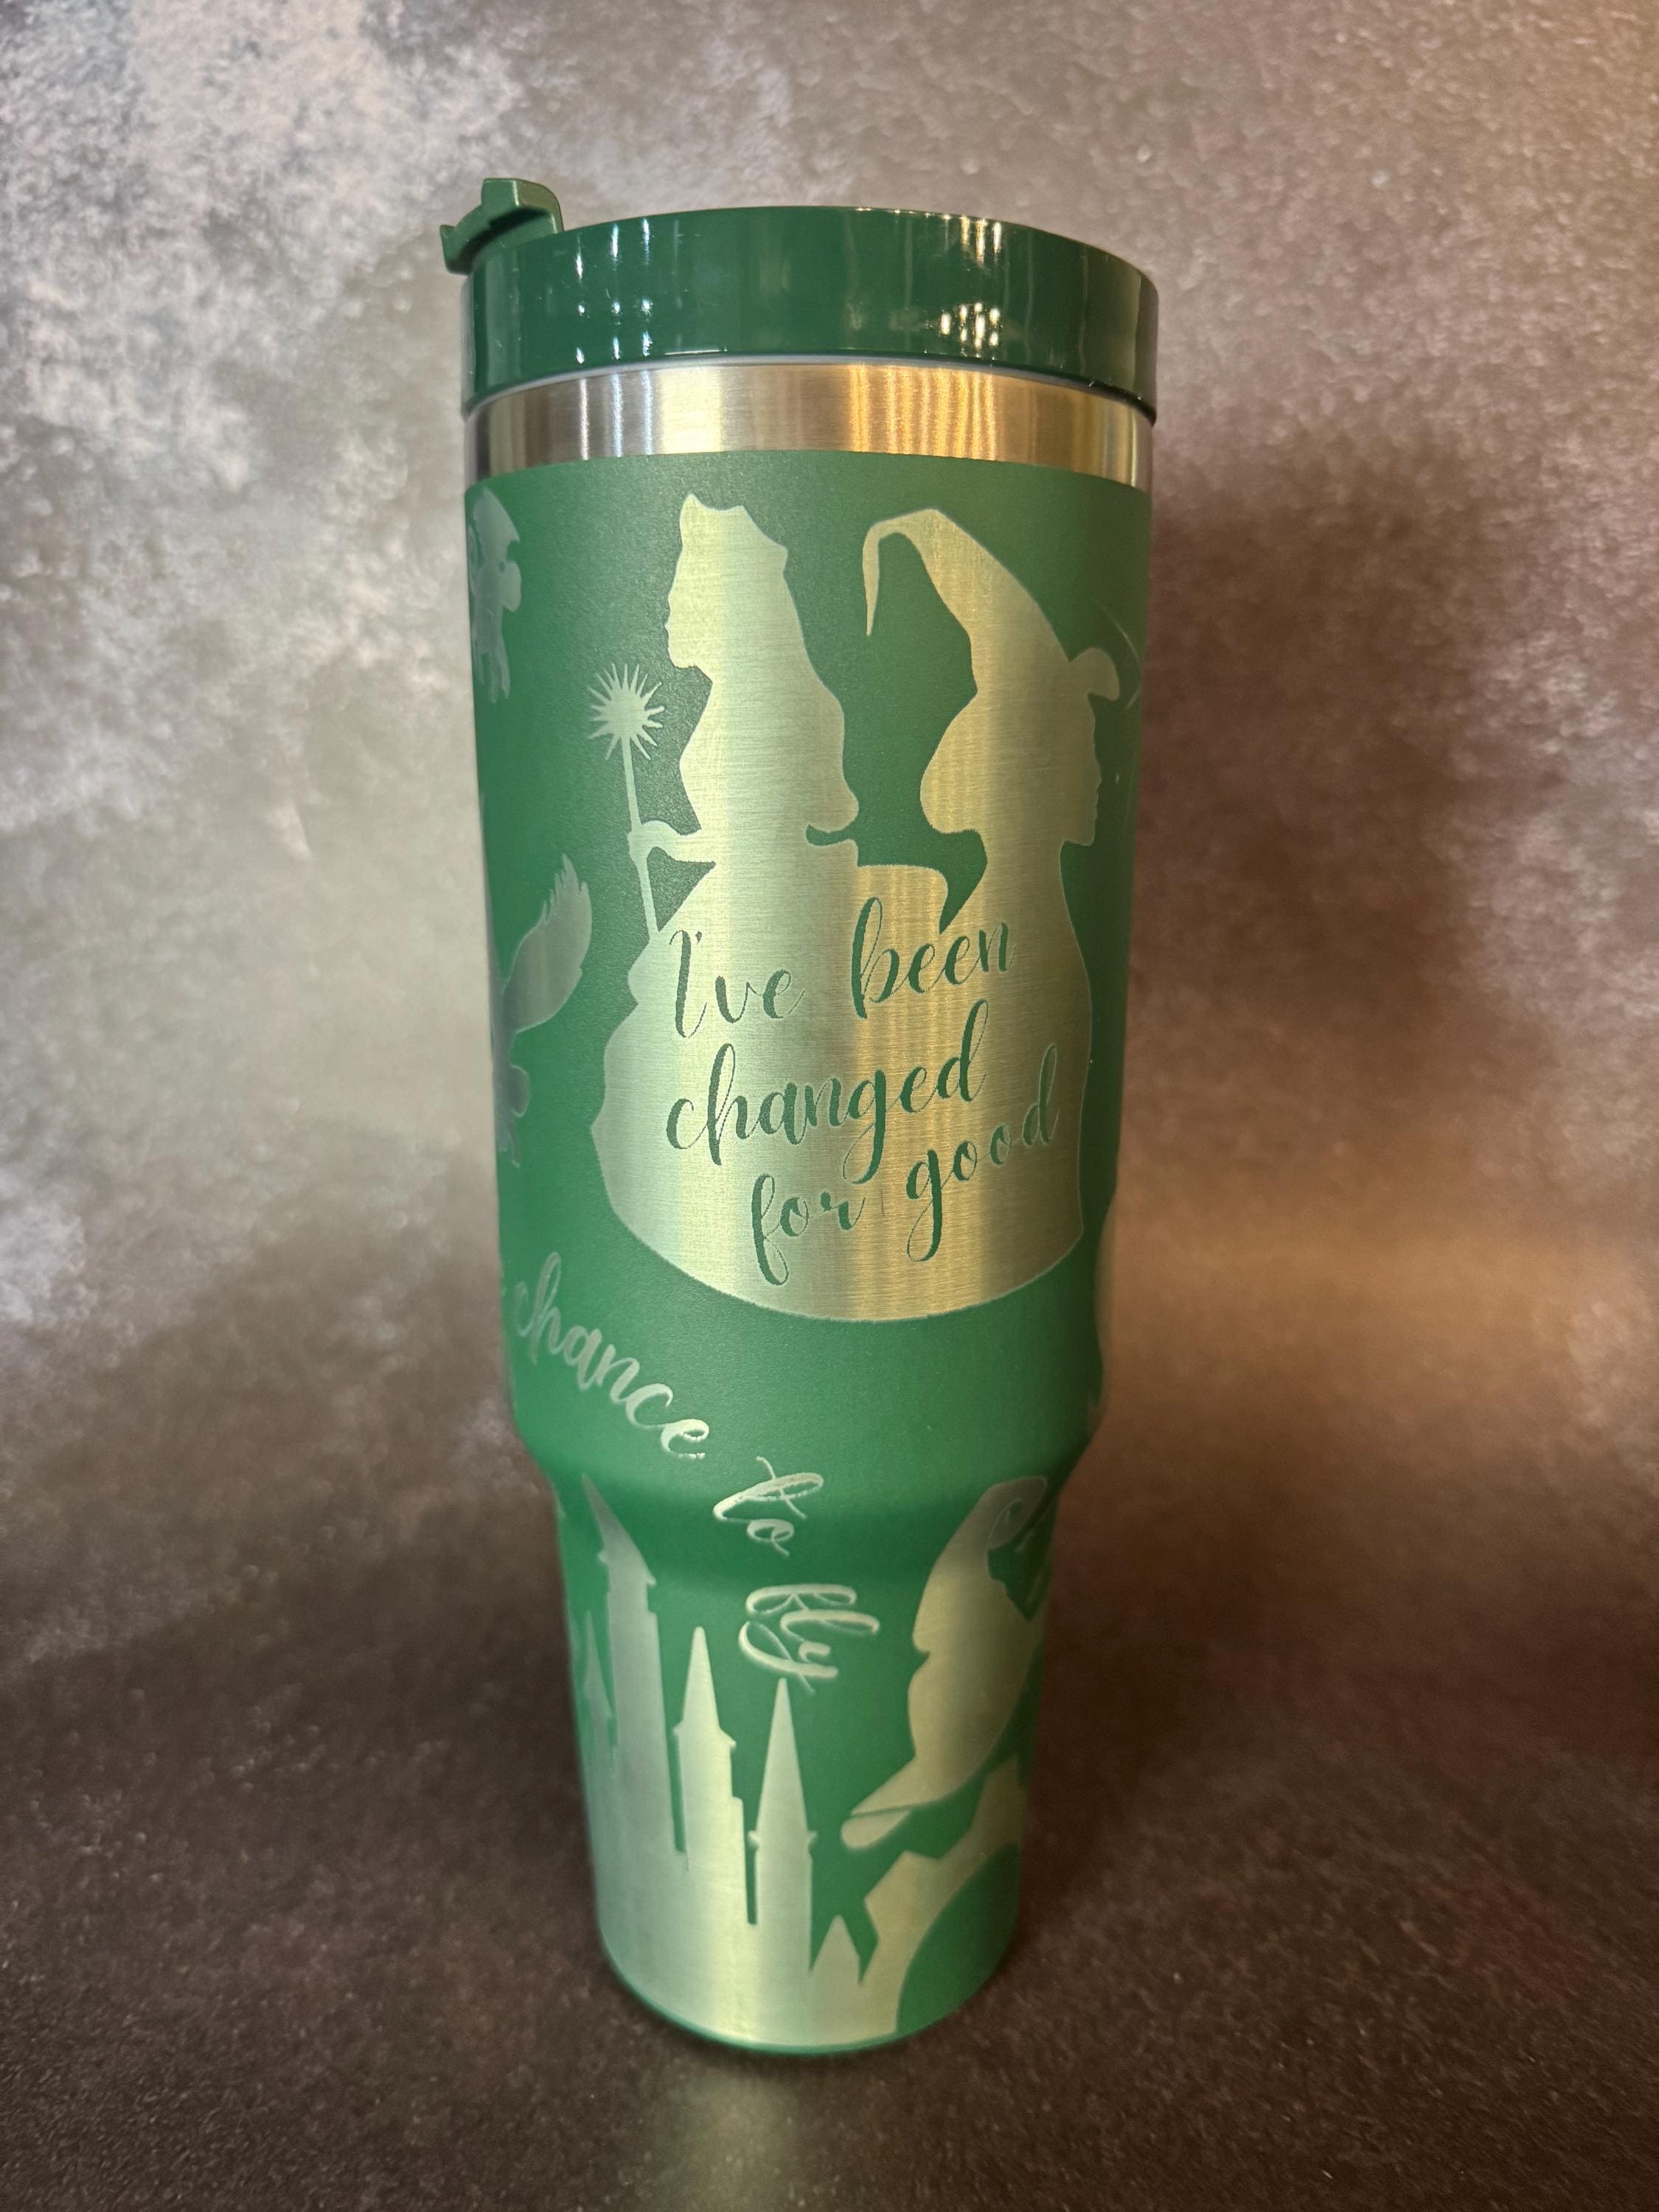 I've been
changed
for good
chance to fly